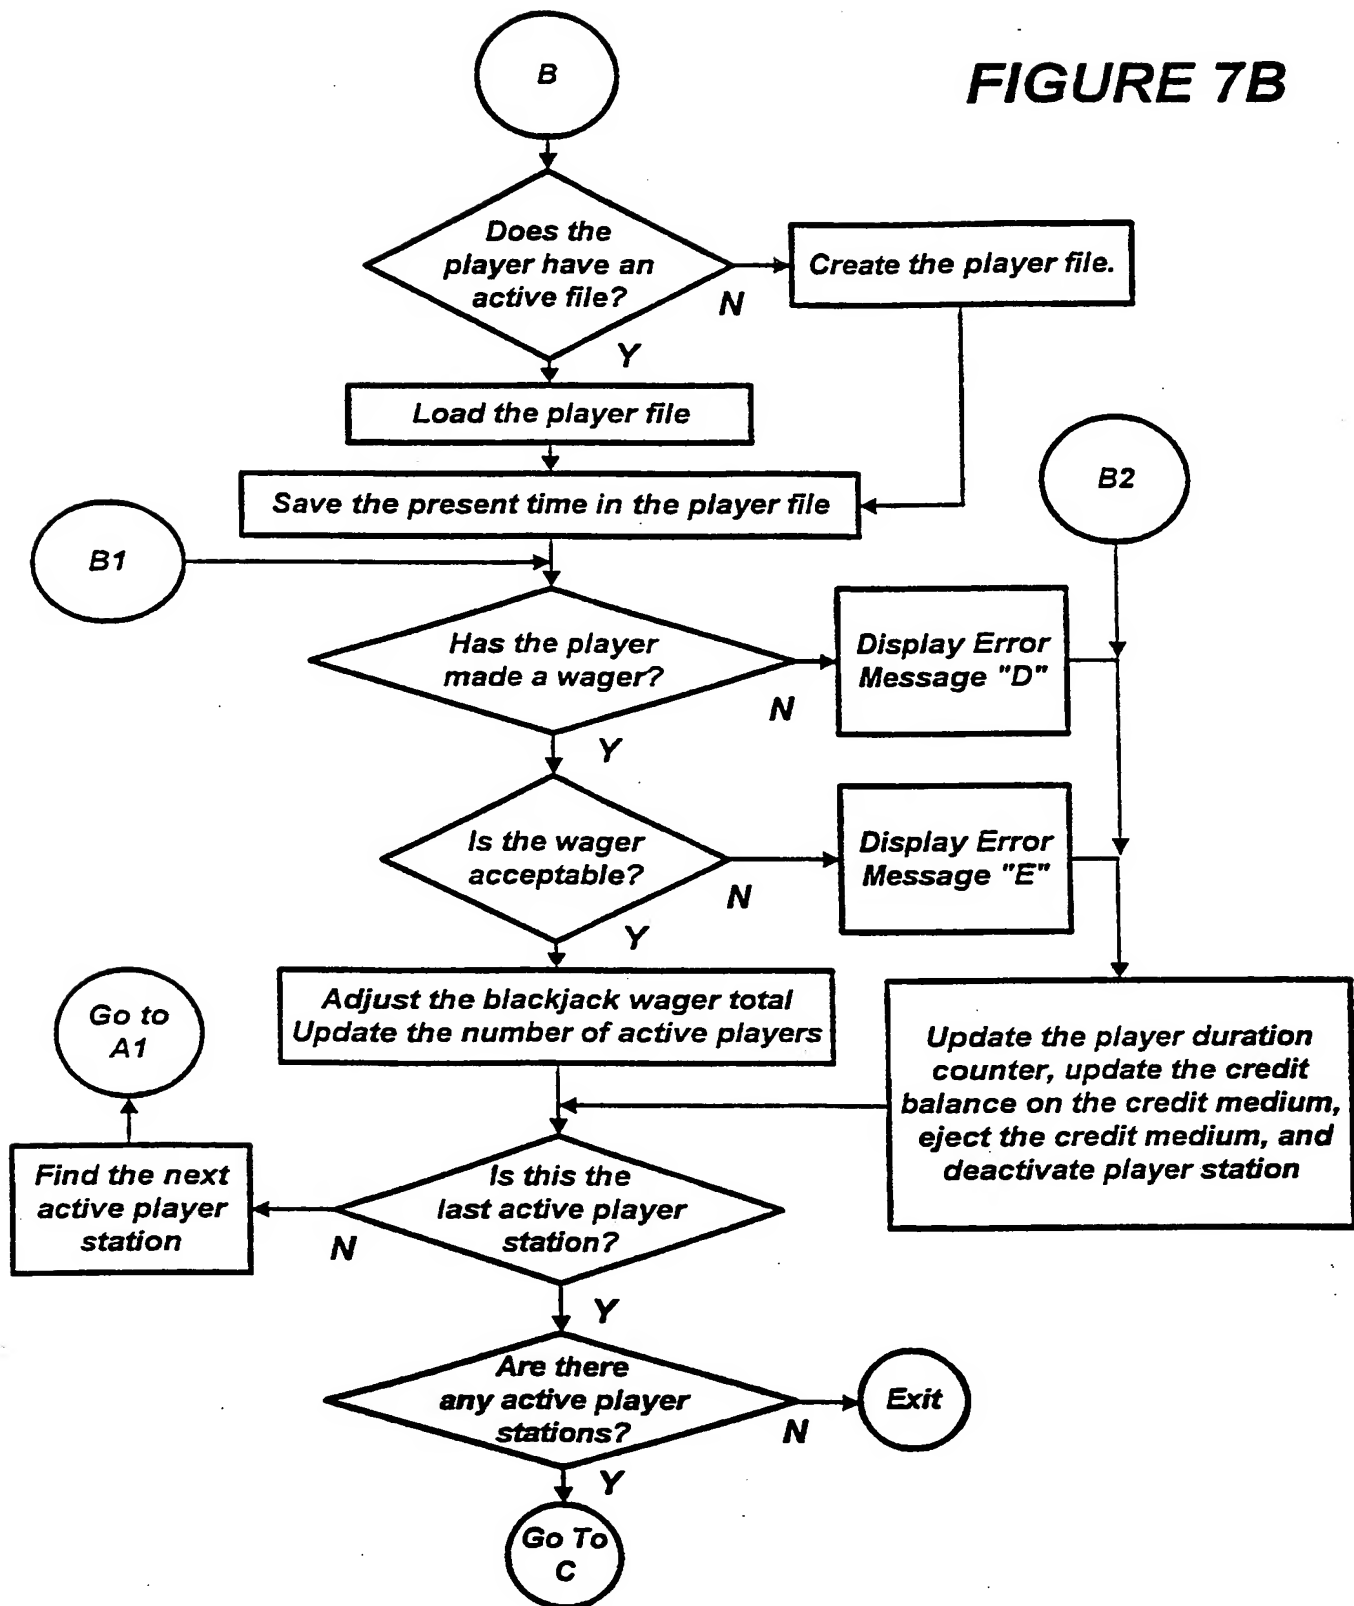 FIGURE 7B
B
Does the
player have an
active file?
N
Create the player file.
Y
Load the player file
B2
Save the present time in the player file
B1
Has the player
made a wager?
N
Display Error
Message "D"
Y
Is the wager
acceptable?
N
Display Error
Message "E"
Y
Go to
A1
Adjust the blackjack wager total
Update the number of active players
Update the player duration
counter, update the credit
balance on the credit medium,
eject the credit medium, and
deactivate player station
Find the next
active player
station
Is this the
last active player
station?
N
Y
Are there
any active player
stations?
N
Exit
Y
Go To
C